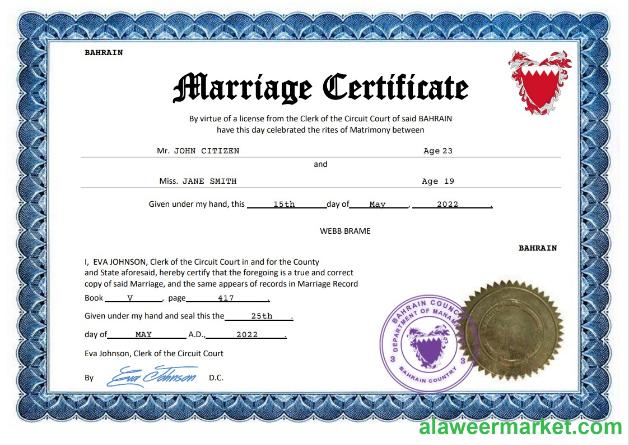 BAHRAIN
Marriage Certificate
By virtue of a license from the Clerk of the Circuit Court of said BAHRAIN
have this day celebrated the rites of Matrimony between
Mr. JOHN CITIZEN Age 23
and
Miss. JANE SMITH Age 19
Given under my hand, this 15th day of May, 2022.
WEBB BRAME
BAHRAIN
I, EVA JOHNSON, Clerk of the Circuit Court in and for the County
and State aforesaid, hereby certify that the foregoing is a true and correct
copy of said Marriage, and the same appears of records in Marriage Record
Book V, page 417.
Given under my hand and seal this the 25th.
day of MAY A.D., 2022.
Eva Johnson, Clerk of the Circuit Court
By Eva Johnson D.C.
BAHRAIN
DEPARTMENT OF
BAHRAIN COUNTRY
alaweermarket.com